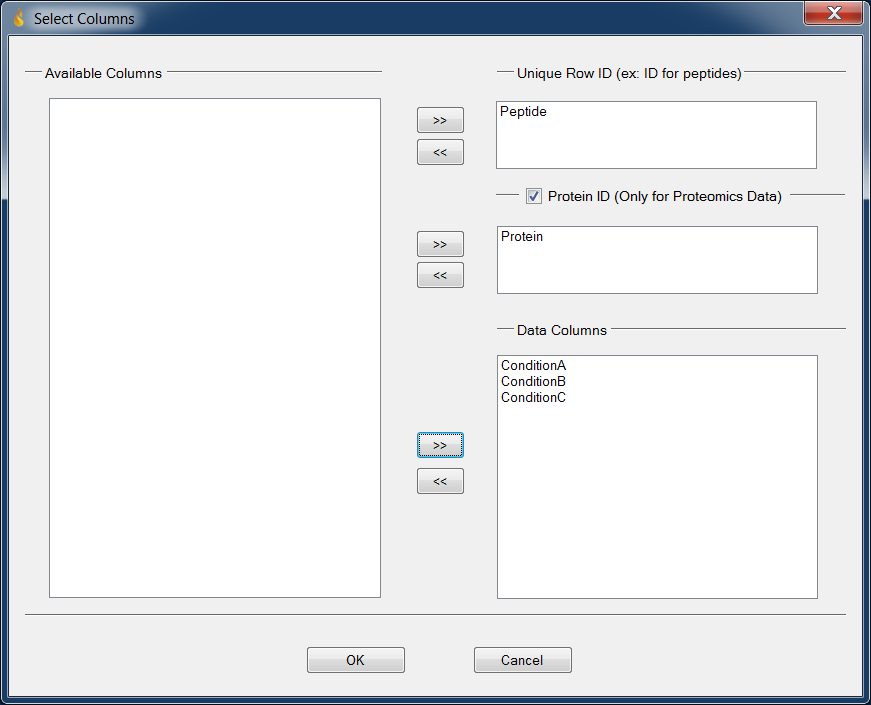 Select Columns
Available Columns
Unique Row ID (ex: ID for peptides)
>>
<<
Peptide
Protein ID (Only for Proteomics Data)
>>
<<
Protein
Data Columns
ConditionA
ConditionB
ConditionC
>>
<<
OK
Cancel